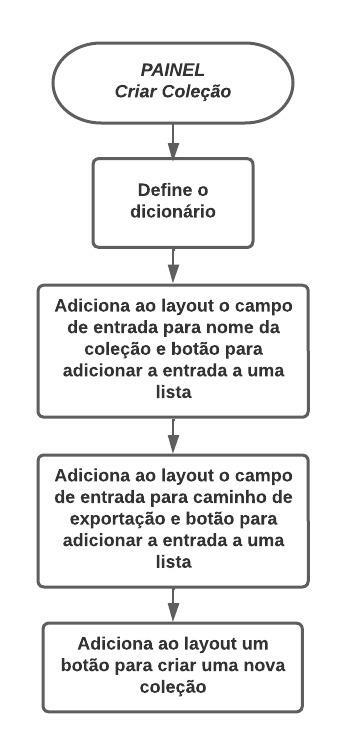 PAINEL
Criar Coleção
Define o
dicionário
Adiciona ao layout o campo
de entrada para nome da
coleção e botão para
adicionar a entrada a uma
lista
Adiciona ao layout o campo
de entrada para caminho de
exportação e botão para
adicionar a entrada a uma
lista
Adiciona ao layout um
botão para criar uma nova
coleção